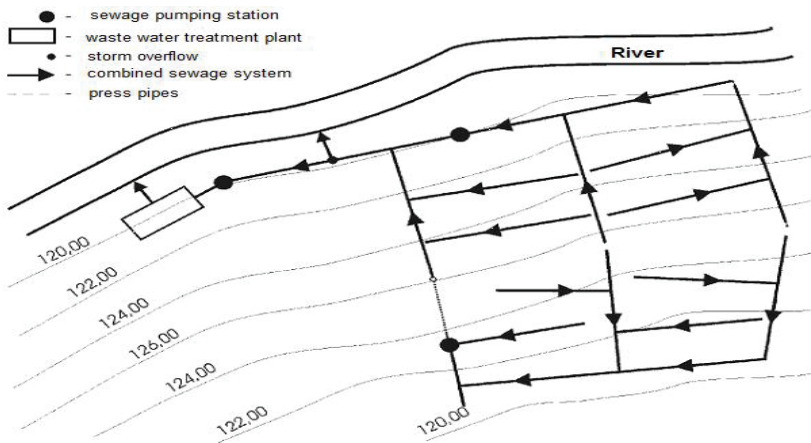 - sewage pumping station
- waste water treatment plant
- storm overflow
- combined sewage system
- press pipes
River
120,00
122,00
124,00
126,00
124,00
122,00
120,00